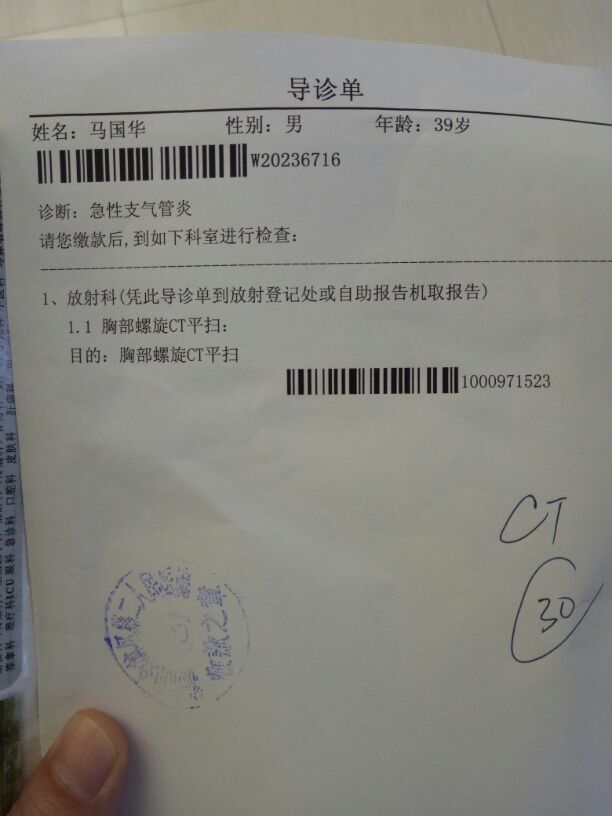 导诊单
姓名：马国华 性别：男 年龄：39岁
W20236716
诊断：急性支气管炎
请您缴款后,到如下科室进行检查：
1、放射科(凭此导诊单到放射登记处或自助报告机取报告)
1.1 胸部螺旋CT平扫：
目的：胸部螺旋CT平扫
1000971523
CT
30